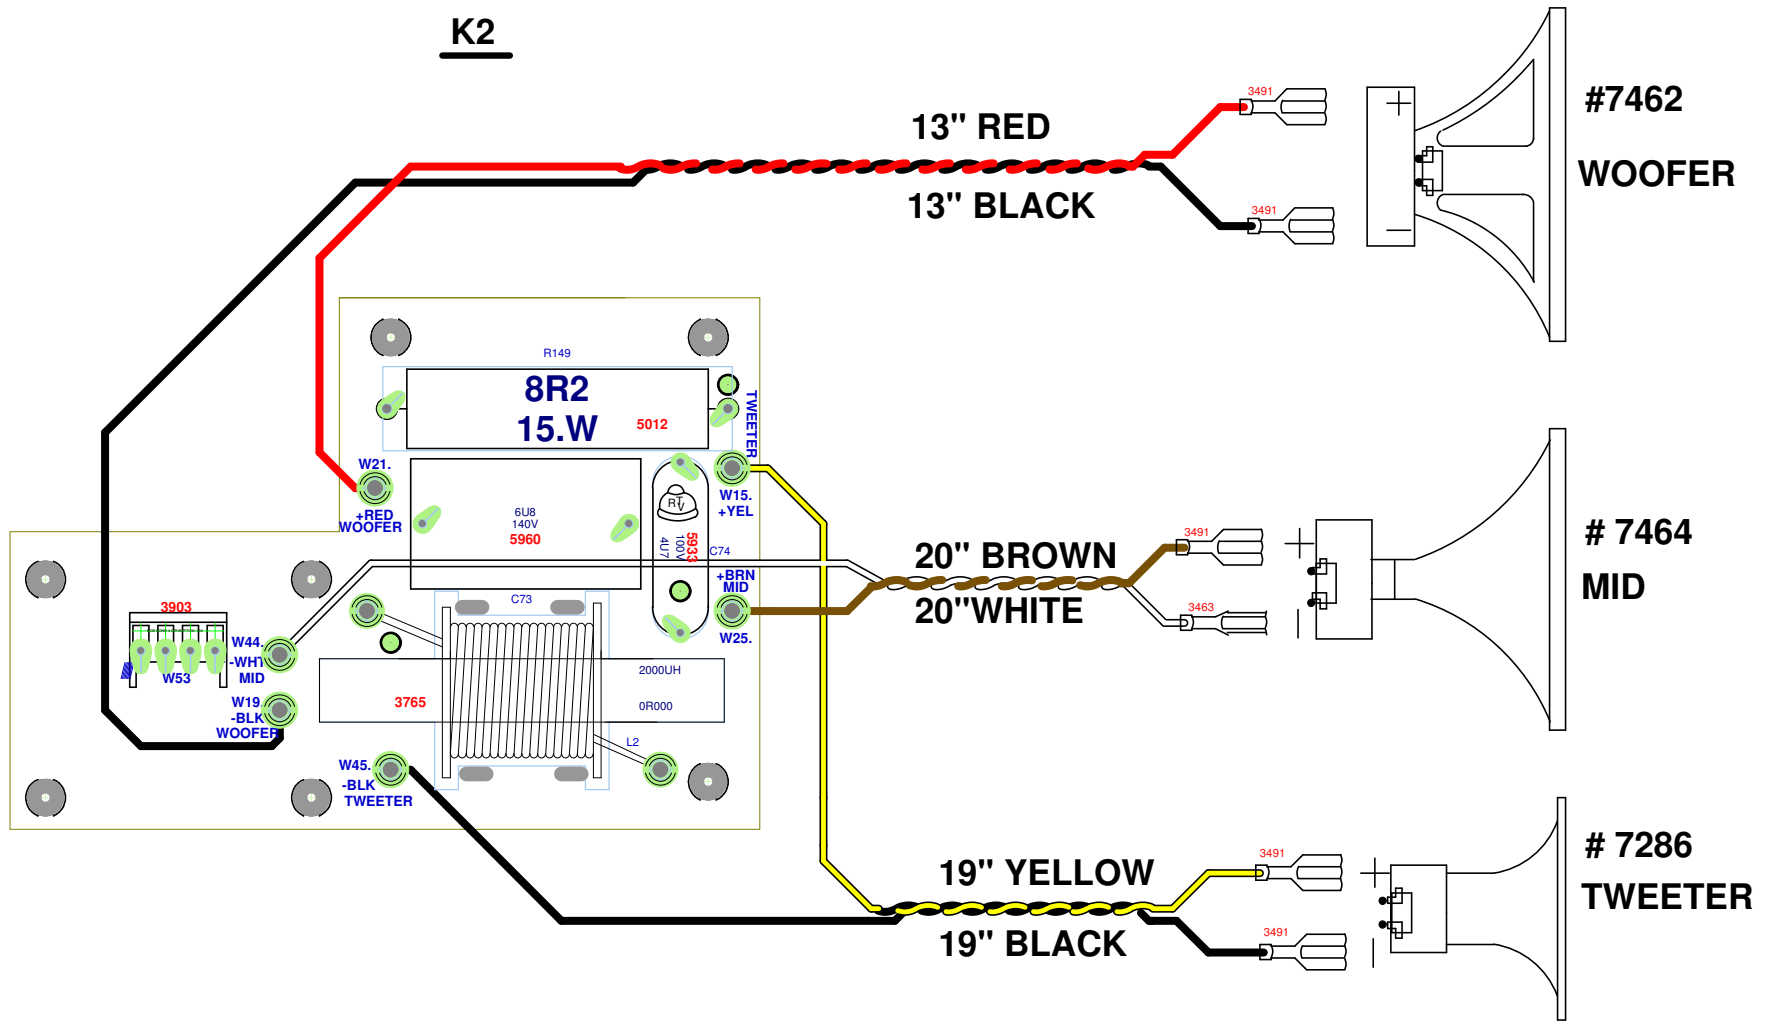 K2
13" RED
13" BLACK
3491
3491
#7462
WOOFER
R149
8R2
15.W
5012
TWEETER
W21.
+RED
WOOFER
W15.
+YEL
6U8
140V
5960
RTV
5933
100V
4U7
C74
+BRN
MID
W25.
C73
20" BROWN
20"WHITE
3491
3463
# 7464
MID
3903
W53
W44.
-WHT
MID
W19.
-BLK
WOOFER
3765
2000UH
0R000
L2
W45.
-BLK
TWEETER
19" YELLOW
19" BLACK
3491
3491
# 7286
TWEETER